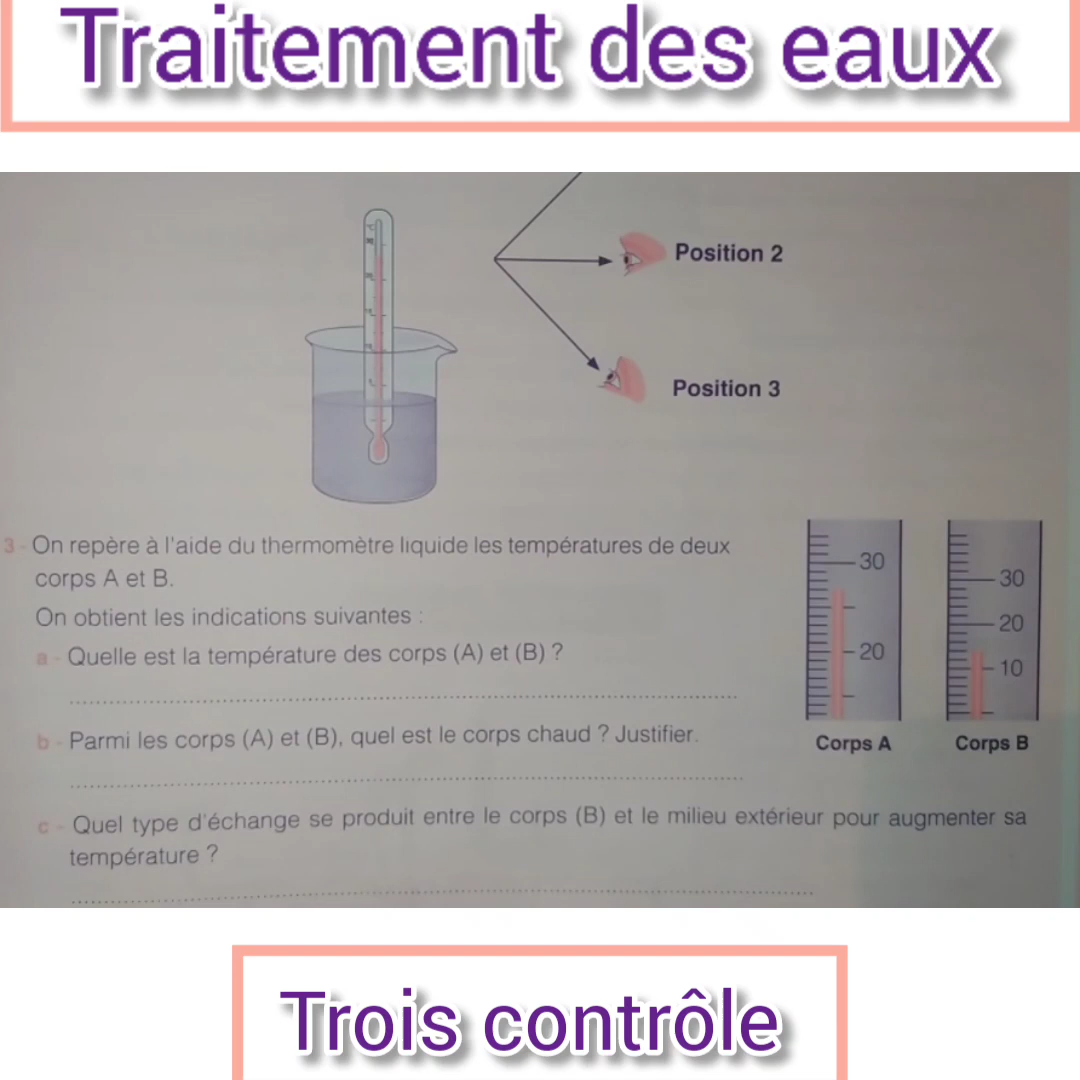 Traitement des eaux
Position 2
Position 3
3 - On repère à l'aide du thermomètre liquide les températures de deux
corps A et B.
On obtient les indications suivantes :
a - Quelle est la température des corps (A) et (B) ?
b - Parmi les corps (A) et (B), quel est le corps chaud ? Justifier.
c - Quel type d'échange se produit entre le corps (B) et le milieu extérieur pour augmenter sa
température ?
30
20
Corps A
30
20
10
Corps B
Trois contrôle